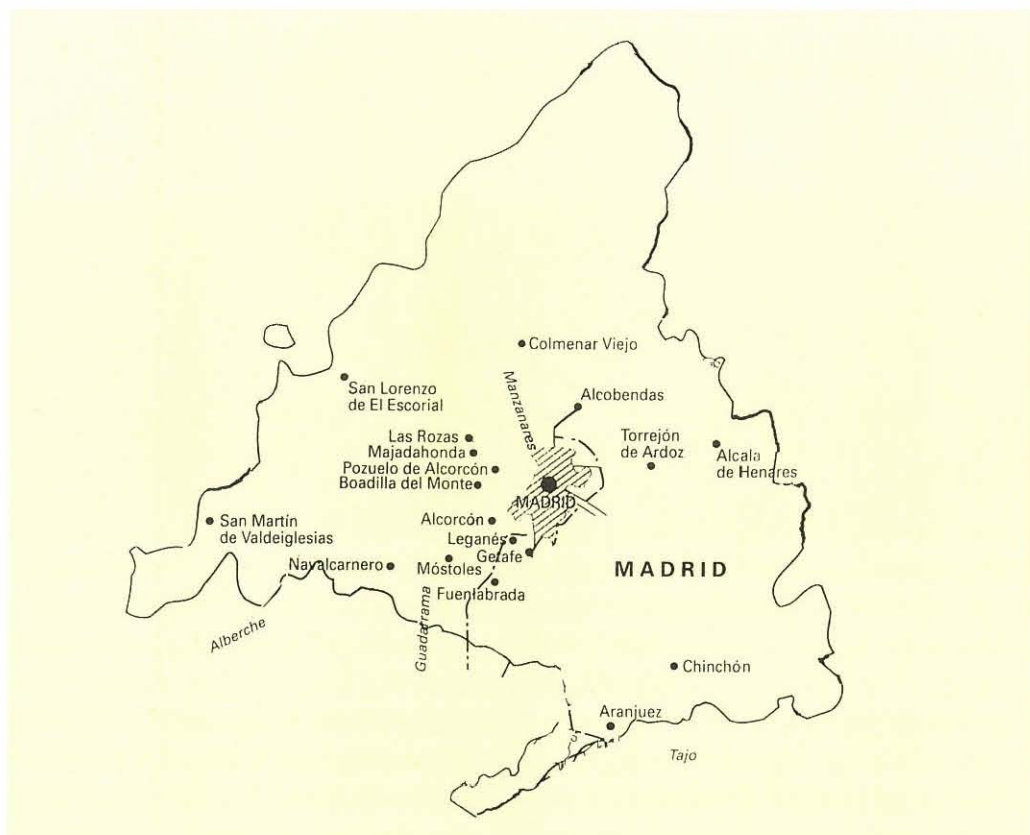 Colmenar Viejo
San Lorenzo
de El Escorial
Manzanares
Alcobendas
Las Rozas
Majadahonda
Pozuelo de Alcorcón
Boadilla del Monte
Torrejón
de Ardoz
Alcala
de Henares
MADRID
San Martín
de Valdeiglesias
Alcorcón
Leganés
Getafe
Navalcarnero
Móstoles
Fuenlabrada
MADRID
Alberche
Guadarrama
Chinchón
Aranjuez
Tajo